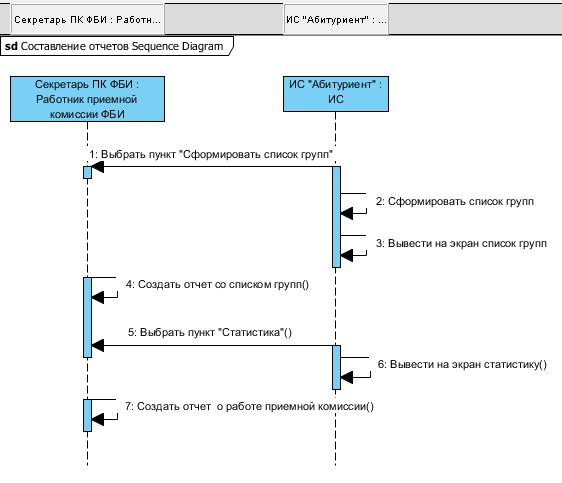 Секретарь ПК ФБИ : Работн...
ИС "Абитуриент" : ...
sd Составление отчетов Sequence Diagram
Секретарь ПК ФБИ :
Работник приемной
комиссии ФБИ
ИС "Абитуриент" :
ИС
1: Выбрать пункт "Сформировать список групп"
2: Сформировать список групп
3: Вывести на экран список групп
4: Создать отчет со списком групп()
5: Выбрать пункт "Статистика"()
6: Вывести на экран статистику()
7: Создать отчет  о работе приемной комиссии()